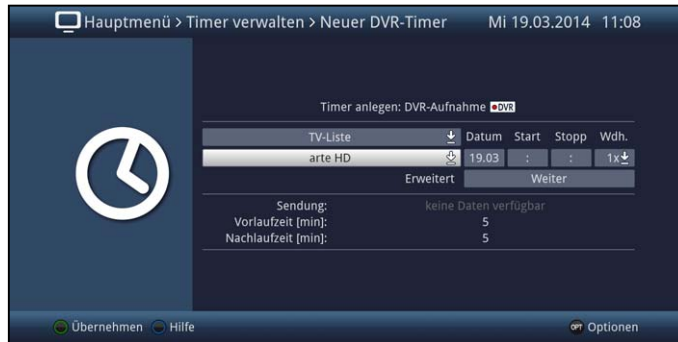 Hauptmenü > Timer verwalten > Neuer DVR-Timer Mi 19.03.2014 11:08
Timer anlegen: DVR-Aufnahme DVR
TV-Liste Datum Start Stopp Wdh.
arte HD 19.03 : : 1x
Erweitert Weiter
Sendung: keine Daten verfügbar
Vorlaufzeit [min]: 5
Nachlaufzeit [min]: 5
Übernehmen Hilfe OPT Optionen